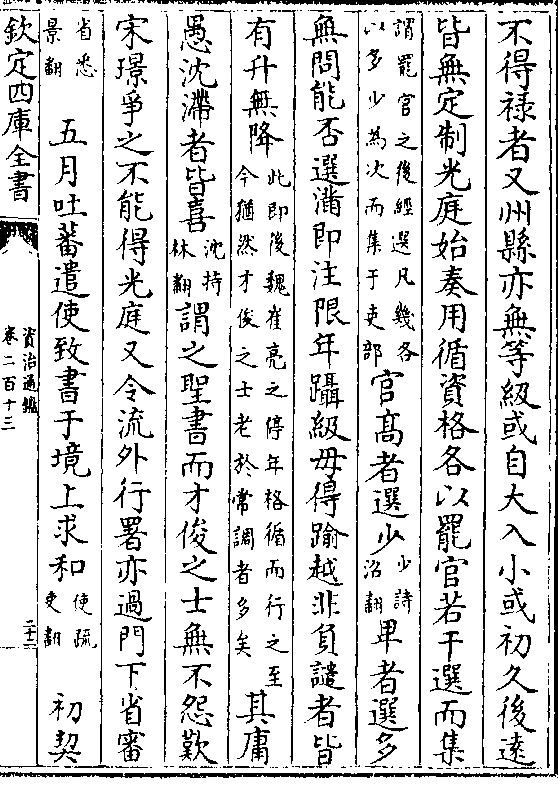 不得禄者又州縣亦無等級或自大入小或初久後逺
皆無定制光庭始奏用循資格各以罷官若干選而集
謂罷官之後經選凡幾各以多少為次而集于吏部官髙者選少少詩沼翻卑者選多
無問能否選滿即注限年躡級毋得踰越非負譴者皆
有升無降此即後魏崔亮之停年格循而行之至今猶然才俊之士老於常調者多矣其庸
愚沈滯者皆喜沈持林翻謂之聖書而才俊之士無不怨歎
宋璟爭之不能得光庭又令流外行署亦過門下省審
省悉景翻五月吐蕃遣使致書于境上求和使疏吏翻初契
欽定四庫全書
資治通鑑
卷二百十三
二十二